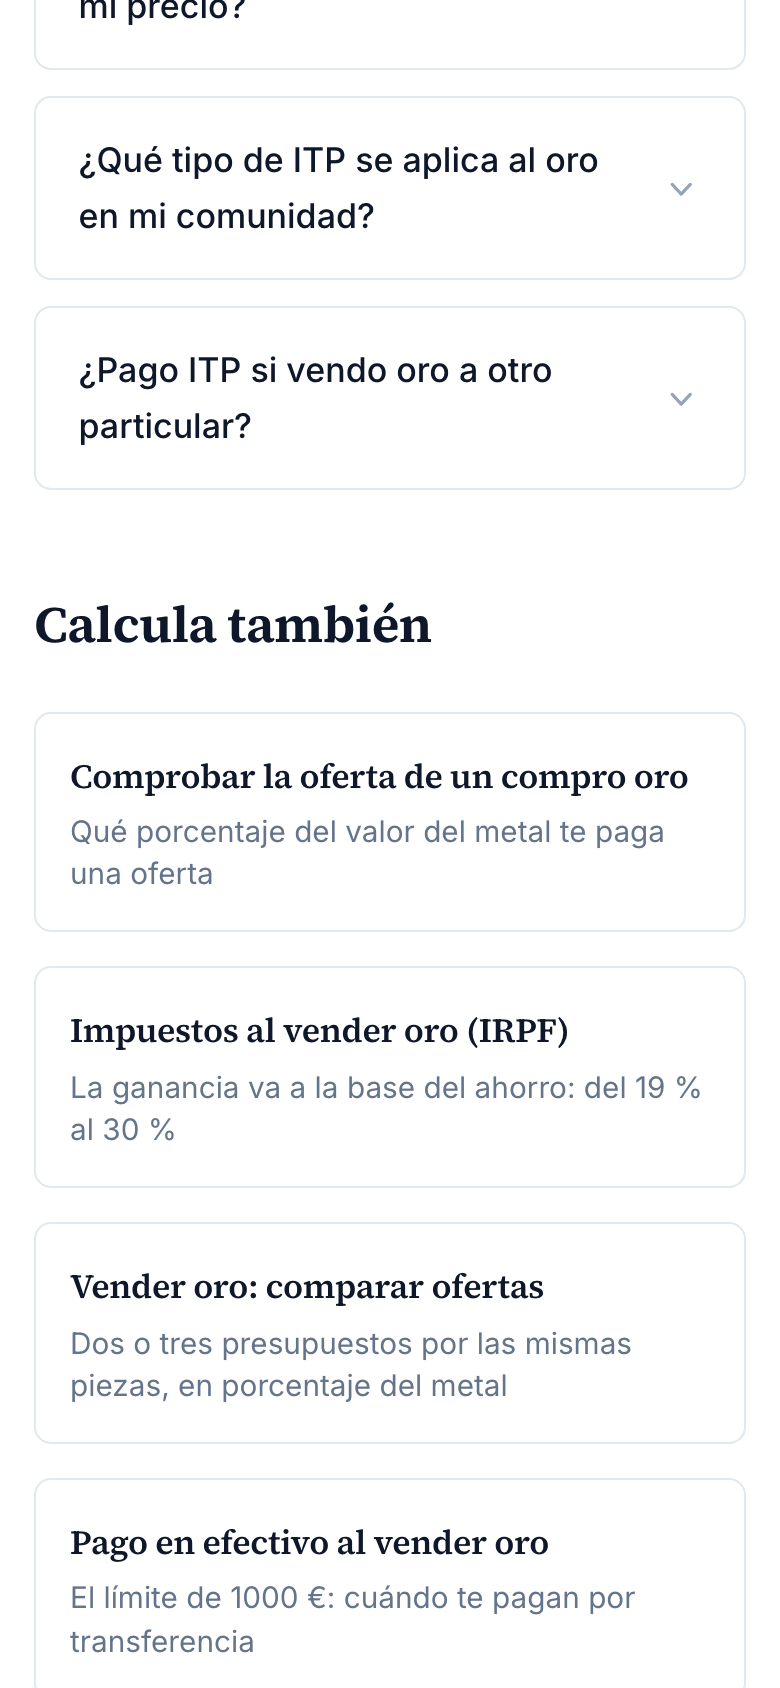 mi precio?
¿Qué tipo de ITP se aplica al oro
en mi comunidad?
¿Pago ITP si vendo oro a otro
particular?
Calcula también
Comprobar la oferta de un compro oro
Qué porcentaje del valor del metal te paga
una oferta
Impuestos al vender oro (IRPF)
La ganancia va a la base del ahorro: del 19 %
al 30 %
Vender oro: comparar ofertas
Dos o tres presupuestos por las mismas
piezas, en porcentaje del metal
Pago en efectivo al vender oro
El límite de 1000 €: cuándo te pagan por
transferencia